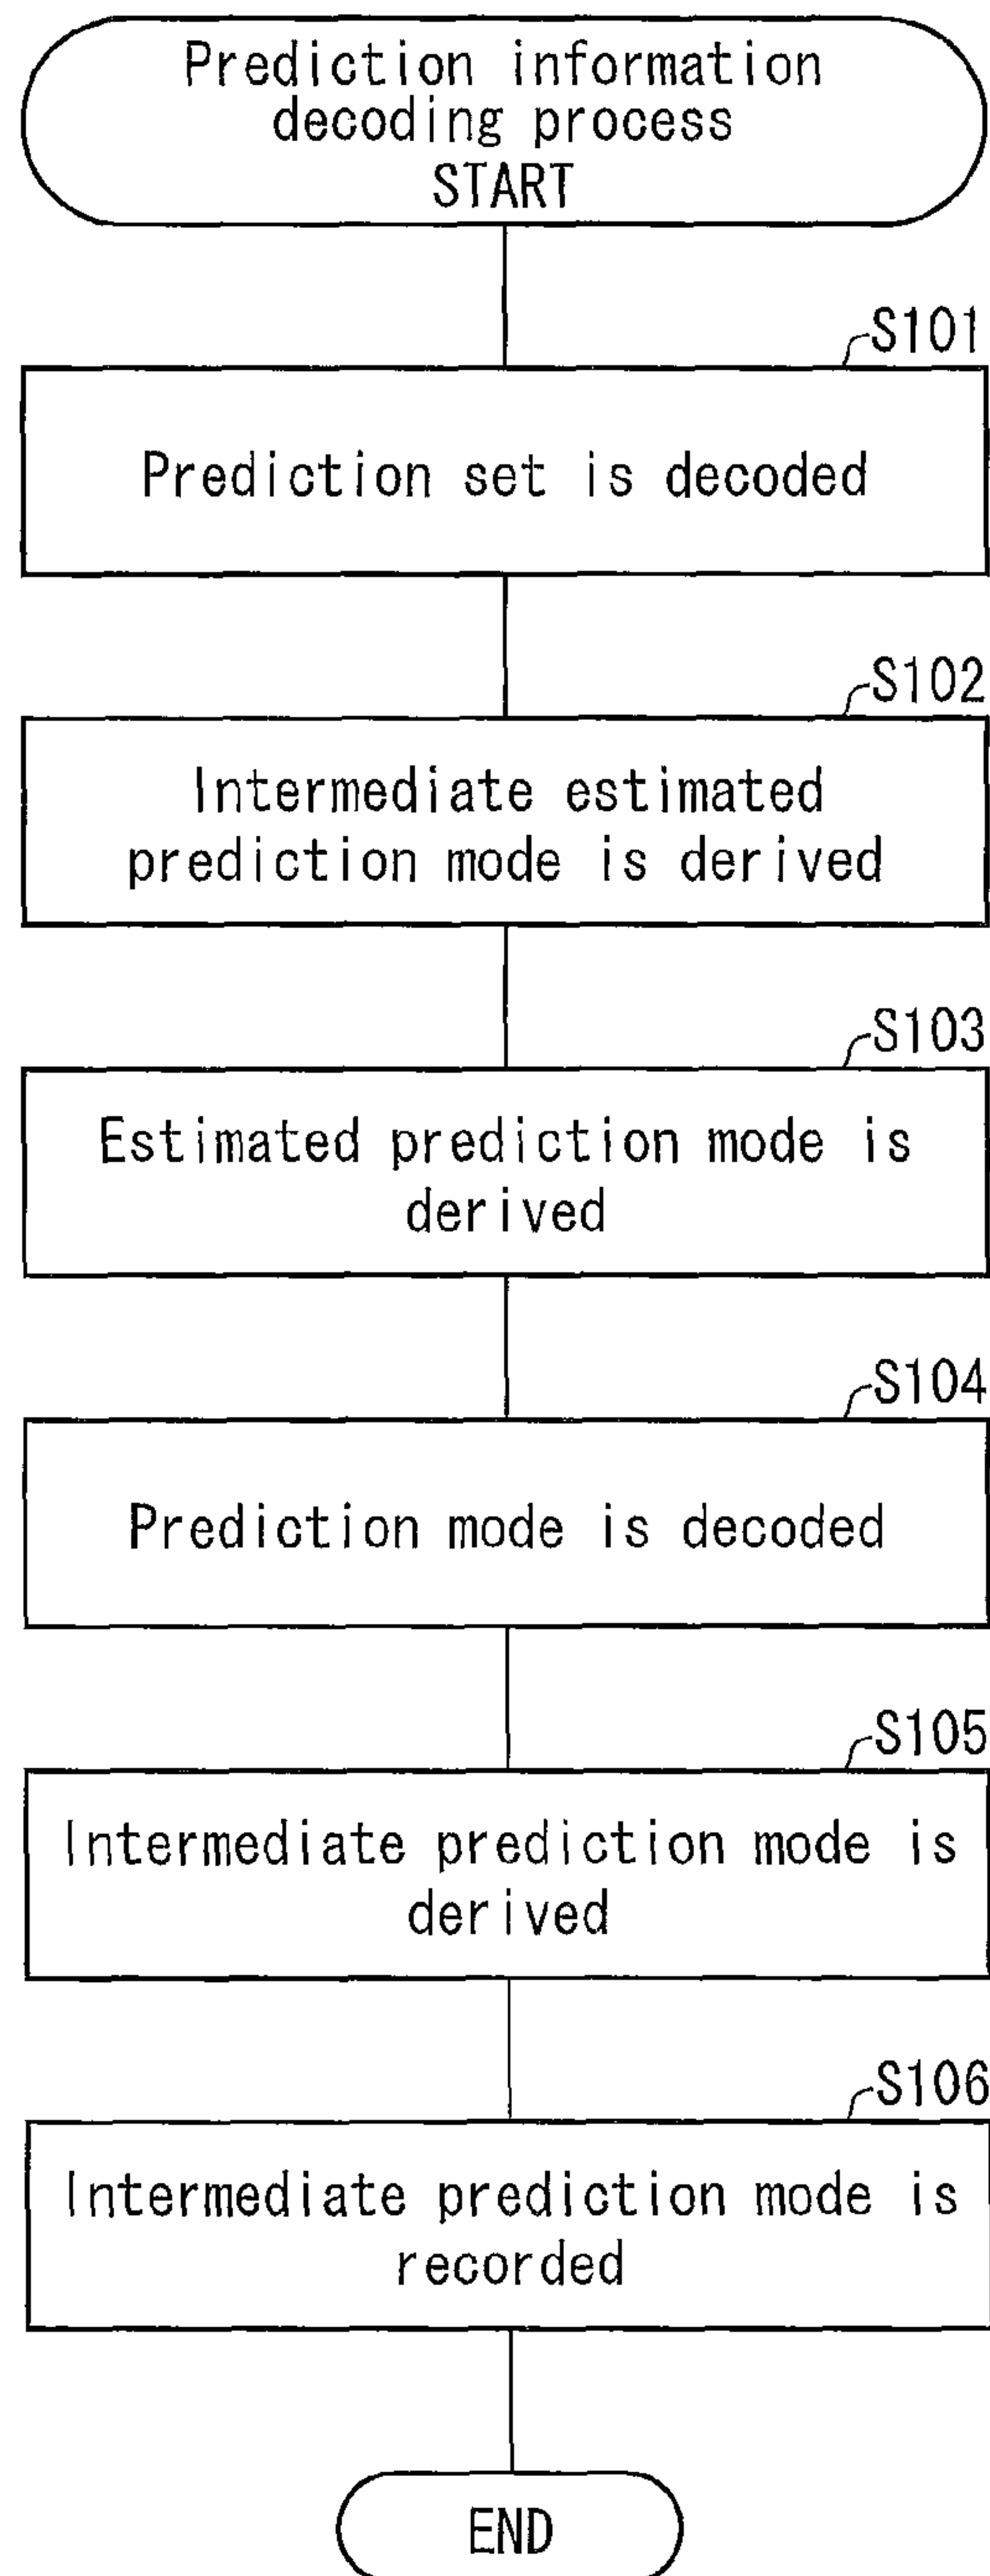 Prediction information
decoding process
START
S101
Prediction set is decoded
S102
Intermediate estimated
prediction mode is derived
S103
Estimated prediction mode is
derived
S104
Prediction mode is decoded
S105
Intermediate prediction mode is
derived
S106
Intermediate prediction mode is
recorded
END